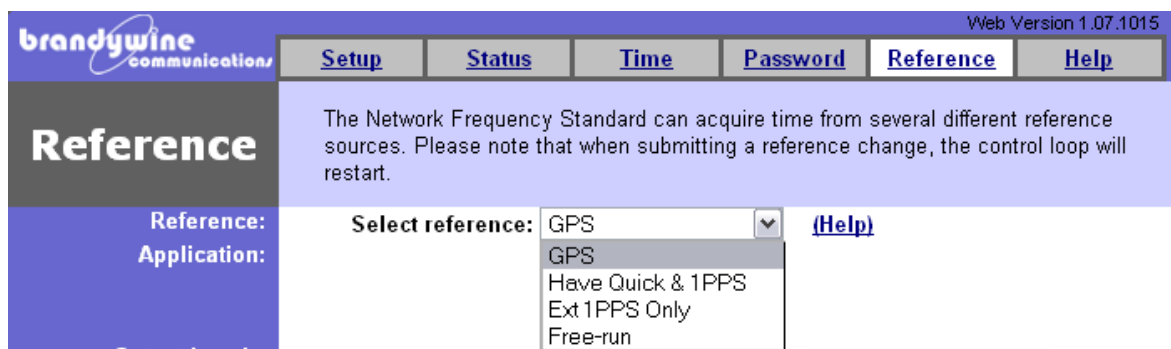 Web Version 1.07.1015
brandywine
communications
Setup Status Time Password Reference Help
Reference
The Network Frequency Standard can acquire time from several different reference
sources. Please note that when submitting a reference change, the control loop will
restart.
Reference: Select reference: GPS (Help)
Application:
GPS
Have Quick & 1PPS
Ext 1PPS Only
Free-run